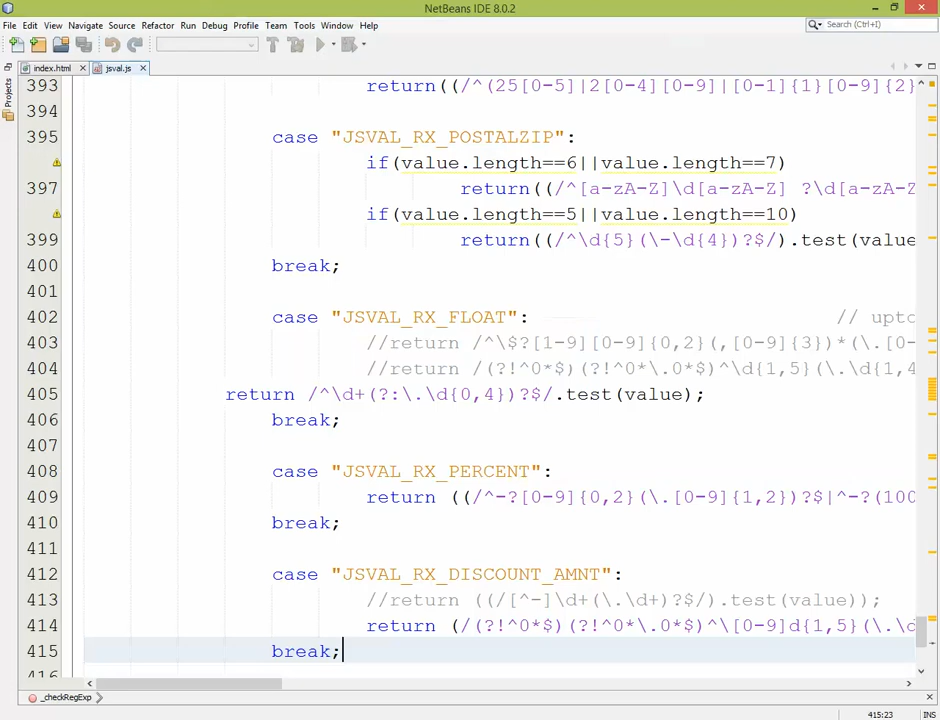 NetBeans IDE 8.0.2
File Edit View Navigate Source Refactor Run Debug Profile Team Tools Window Help
Search (Ctrl+I)
index.html jsval.js
Projects
393 return((/^(25[0-5]|2[0-4][0-9]|[0-1]{1}[0-9]{2}
394
395 case "JSVAL_RX_POSTALZIP":
if(value.length==6||value.length==7)
397 return((/^[a-zA-Z]\d[a-zA-Z] ?\d[a-zA-Z
if(value.length==5||value.length==10)
399 return((/^\d{5}(\-\d{4})?$/).test(value
400 break;
401
402 case "JSVAL_RX_FLOAT": // upto
403 //return /^\$?[1-9][0-9]{0,2}(,[0-9]{3})*(\.[0-
404 //return /(?!^0*$)(?!^0*\.0*$)^\d{1,5}(\.\d{1,4
405 return /^\d+(?:\.\d{0,4})?$/.test(value);
406 break;
407
408 case "JSVAL_RX_PERCENT":
409 return ((/^-?[0-9]{0,2}(\.[0-9]{1,2})?$|^-?(100
410 break;
411
412 case "JSVAL_RX_DISCOUNT_AMNT":
413 //return ((/[^-]\d+(\.\d+)?$/).test(value));
414 return (/(?!^0*$)(?!^0*\.0*$)^\[0-9]d{1,5}(\.\d
415 break;
416
_checkRegExp
415:23 INS